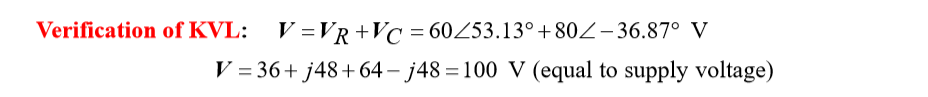 Verification of KVL: V = V_R + V_C = 60∠53.13° + 80∠−36.87° V
V = 36 + j48 + 64 − j48 = 100 V (equal to supply voltage)